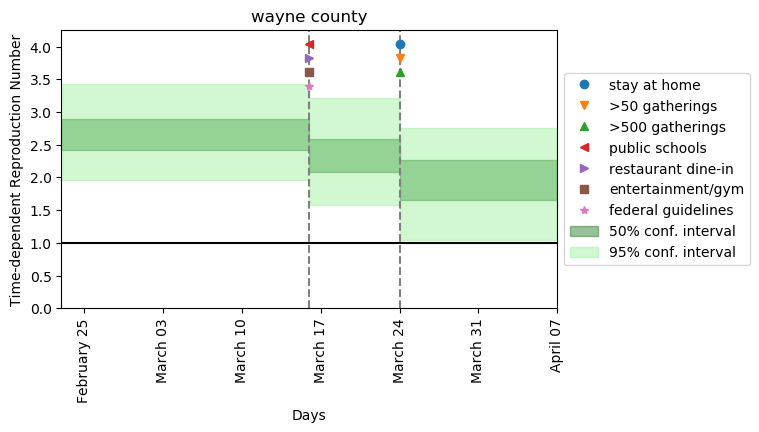 wayne county
Time-dependent Reproduction Number
4.0
3.5
3.0
2.5
2.0
1.5
1.0
0.5
0.0
February 25
March 03
March 10
March 17
March 24
March 31
April 07
Days
stay at home
>50 gatherings
>500 gatherings
public schools
restaurant dine-in
entertainment/gym
federal guidelines
50% conf. interval
95% conf. interval